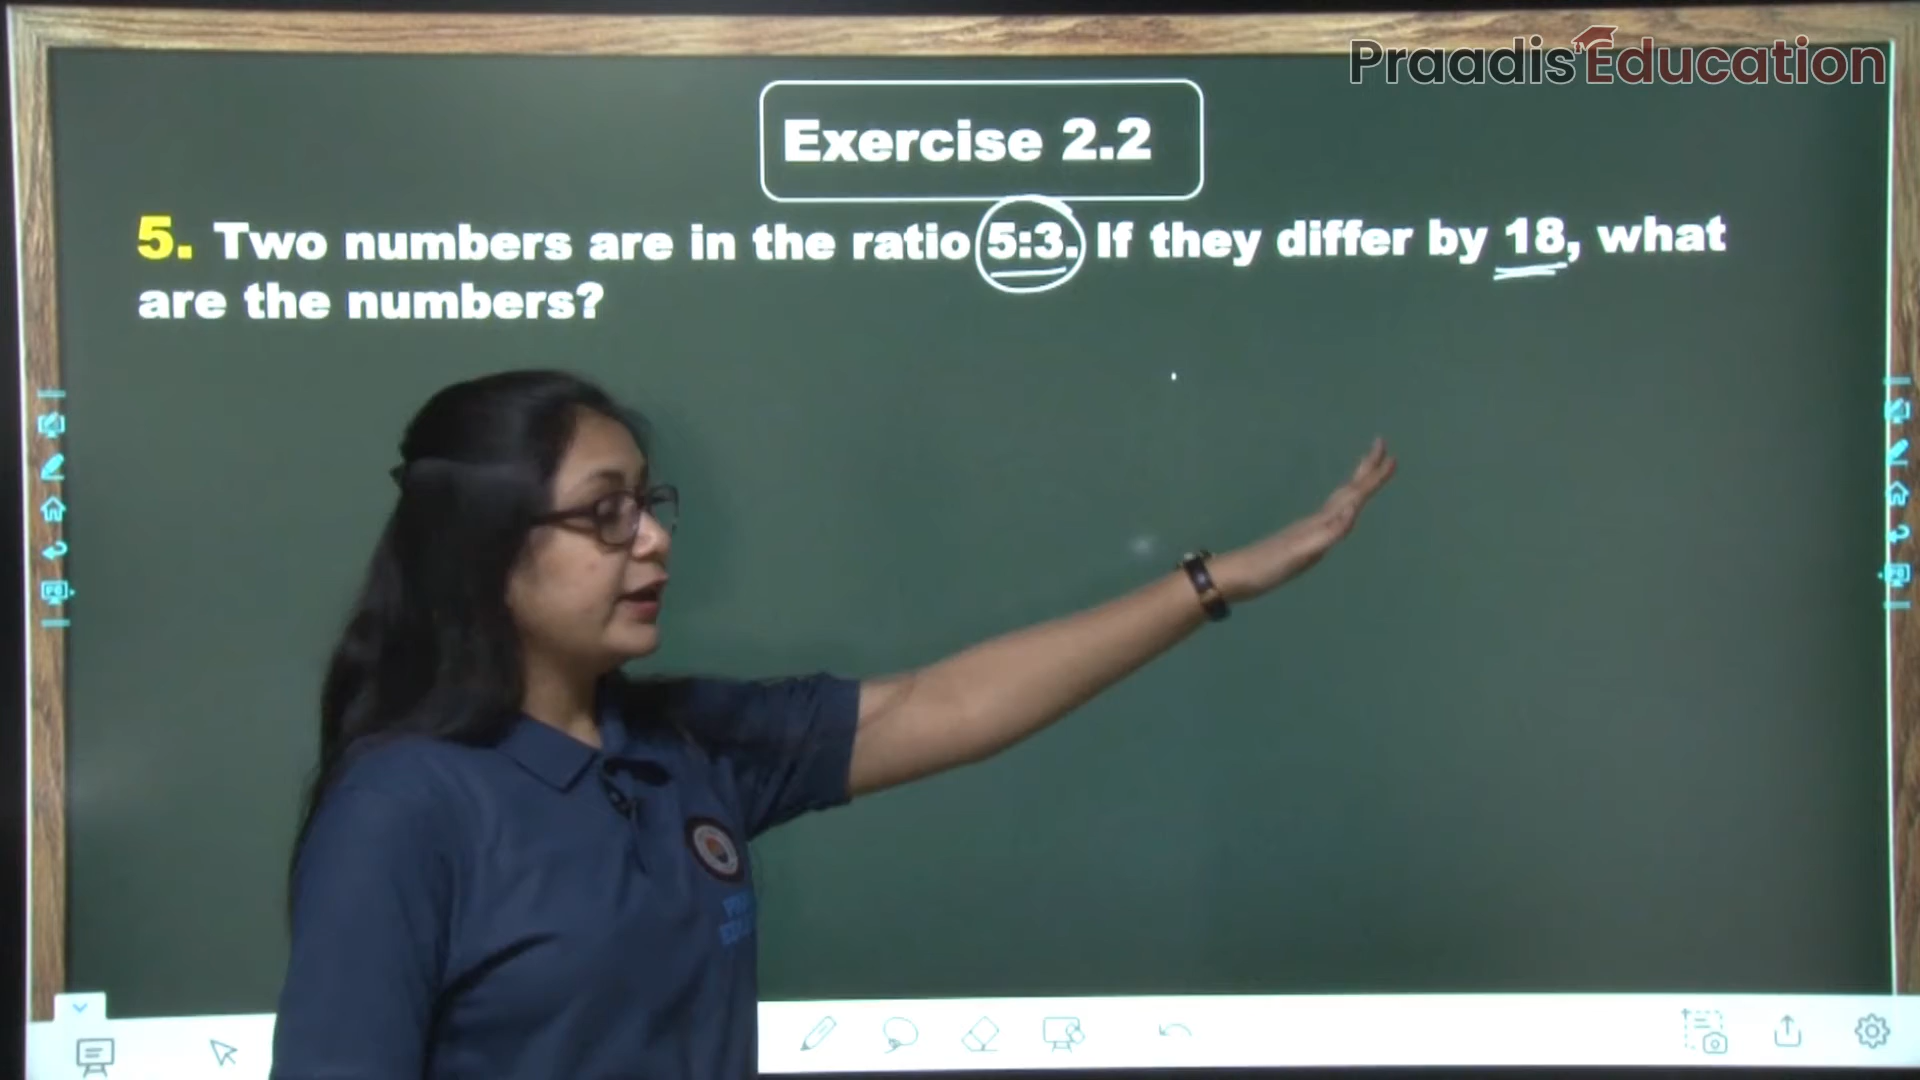 Praadis Education
Exercise 2.2
5. Two numbers are in the ratio 5:3. If they differ by 18, what
are the numbers?